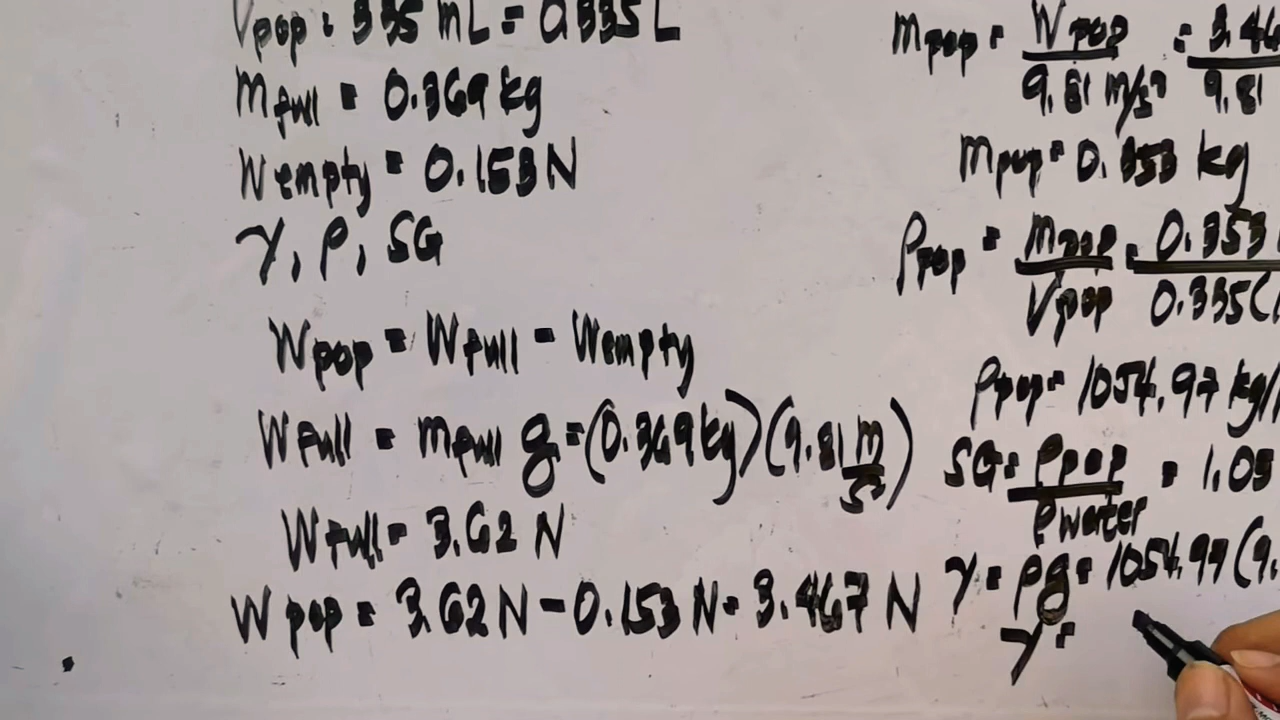 Vpop = 335 mL = 0.335 L
mfull = 0.369 kg
Wempty = 0.153 N
γ, ρ, SG
Wpop = Wfull - Wempty
Wfull = mfull g = (0.369 kg) (9.81 m/s²)
Wfull = 3.62 N
Wpop = 3.62 N - 0.153 N = 3.467 N
mpop = Wpop / 9.81 m/s² = 3.46 / 9.81
mpop = 0.353 kg
ρpop = mpop / Vpop = 0.353 / 0.335(
ρpop = 1054.97 kg/
SG = ρpop / ρwater = 1.05
γ = ρg = 1054.97 (9.
γ =